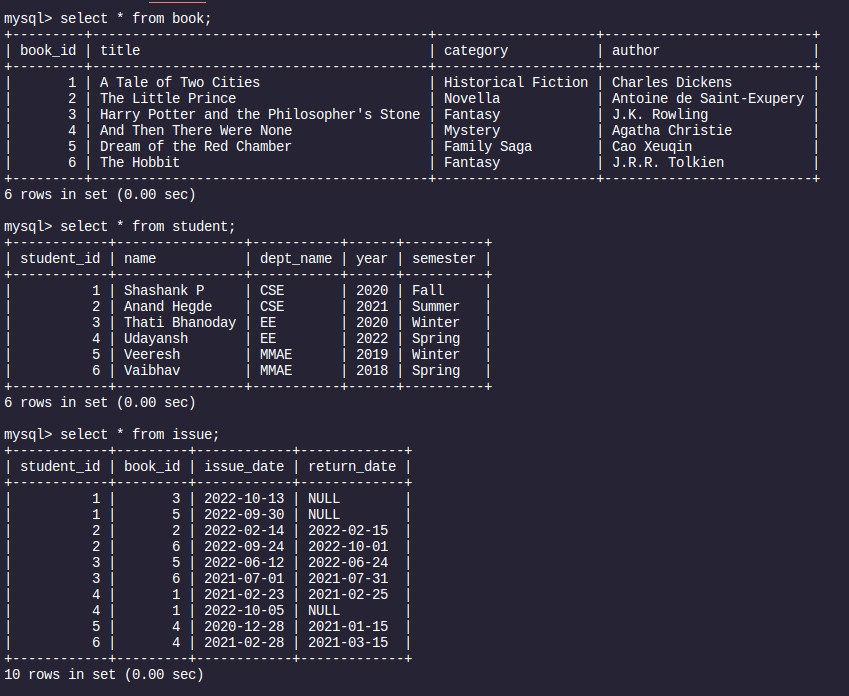 mysql> select * from book;
+---------+------------------------------------------+--------------------+--------------------------+
| book_id | title                                    | category           | author                   |
+---------+------------------------------------------+--------------------+--------------------------+
|       1 | A Tale of Two Cities                     | Historical Fiction | Charles Dickens          |
|       2 | The Little Prince                        | Novella            | Antoine de Saint-Exupery |
|       3 | Harry Potter and the Philosopher's Stone | Fantasy            | J.K. Rowling             |
|       4 | And Then There Were None                 | Mystery            | Agatha Christie          |
|       5 | Dream of the Red Chamber                 | Family Saga        | Cao Xeuqin               |
|       6 | The Hobbit                               | Fantasy            | J.R.R. Tolkien           |
+---------+------------------------------------------+--------------------+--------------------------+
6 rows in set (0.00 sec)

mysql> select * from student;
+------------+----------------+-----------+------+----------+
| student_id | name           | dept_name | year | semester |
+------------+----------------+-----------+------+----------+
|          1 | Shashank P     | CSE       | 2020 | Fall     |
|          2 | Anand Hegde    | CSE       | 2021 | Summer   |
|          3 | Thati Bhanoday | EE        | 2020 | Winter   |
|          4 | Udayansh       | EE        | 2022 | Spring   |
|          5 | Veeresh        | MMAE      | 2019 | Winter   |
|          6 | Vaibhav        | MMAE      | 2018 | Spring   |
+------------+----------------+-----------+------+----------+
6 rows in set (0.00 sec)

mysql> select * from issue;
+------------+---------+------------+-------------+
| student_id | book_id | issue_date | return_date |
+------------+---------+------------+-------------+
|          1 |       3 | 2022-10-13 | NULL        |
|          1 |       5 | 2022-09-30 | NULL        |
|          2 |       2 | 2022-02-14 | 2022-02-15  |
|          2 |       6 | 2022-09-24 | 2022-10-01  |
|          3 |       5 | 2022-06-12 | 2022-06-24  |
|          3 |       6 | 2021-07-01 | 2021-07-31  |
|          4 |       1 | 2021-02-23 | 2021-02-25  |
|          4 |       1 | 2022-10-05 | NULL        |
|          5 |       4 | 2020-12-28 | 2021-01-15  |
|          6 |       4 | 2021-02-28 | 2021-03-15  |
+------------+---------+------------+-------------+
10 rows in set (0.00 sec)